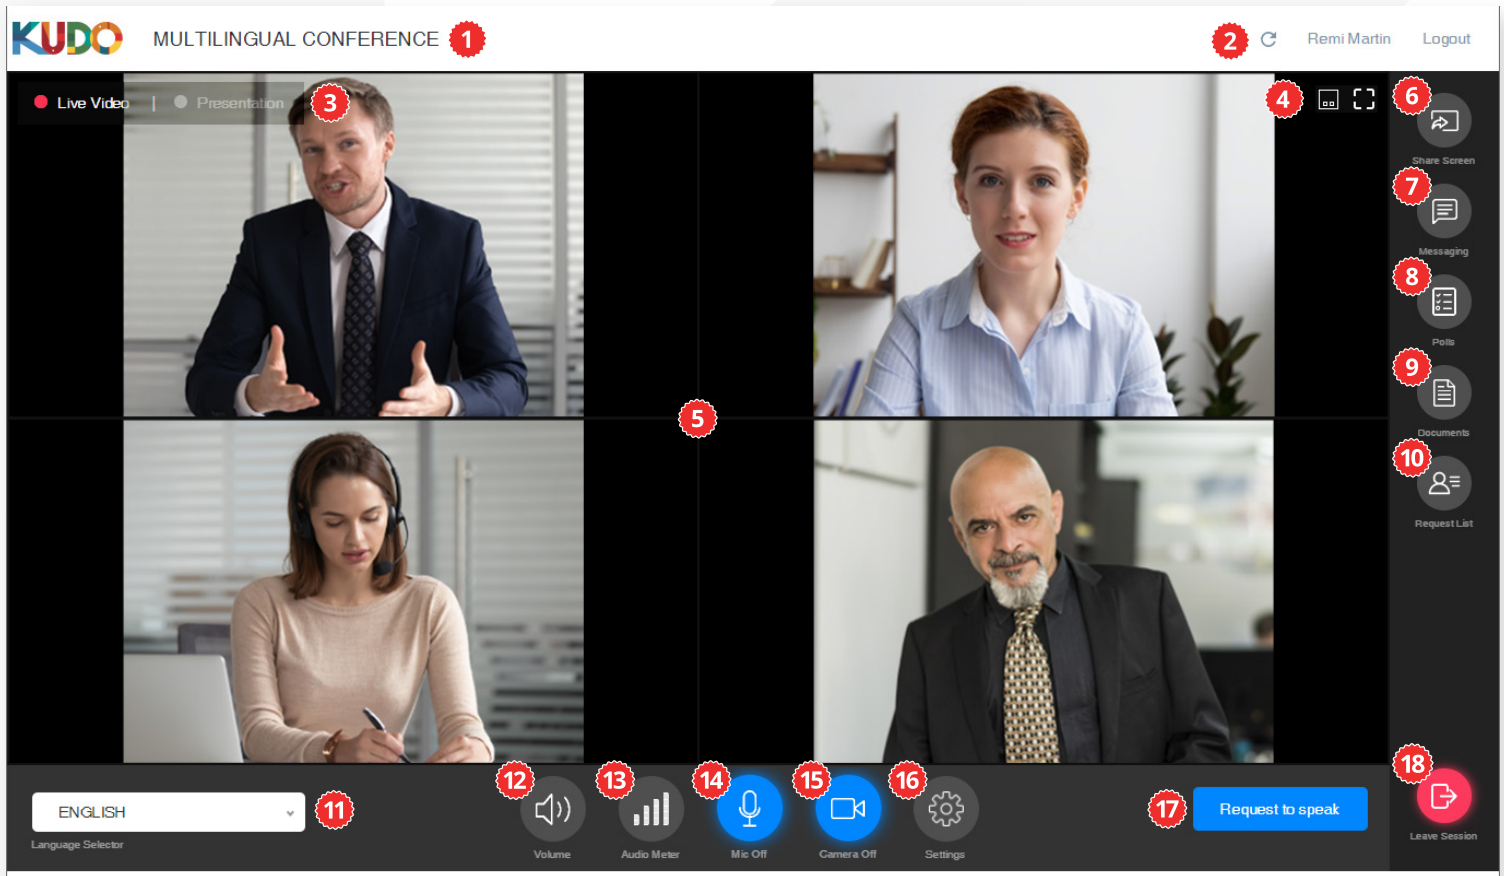 KUDO
MULTILINGUAL CONFERENCE
1
2
Remi Martin
Logout
Live Video | Presentation
3
4
6
Share Screen
7
Messaging
8
Polls
5
9
Documents
10
Request List
ENGLISH
Language Selector
11
12
Volume
13
Audio Meter
14
Mic Off
15
Camera Off
16
Settings
17
Request to speak
18
Leave Session